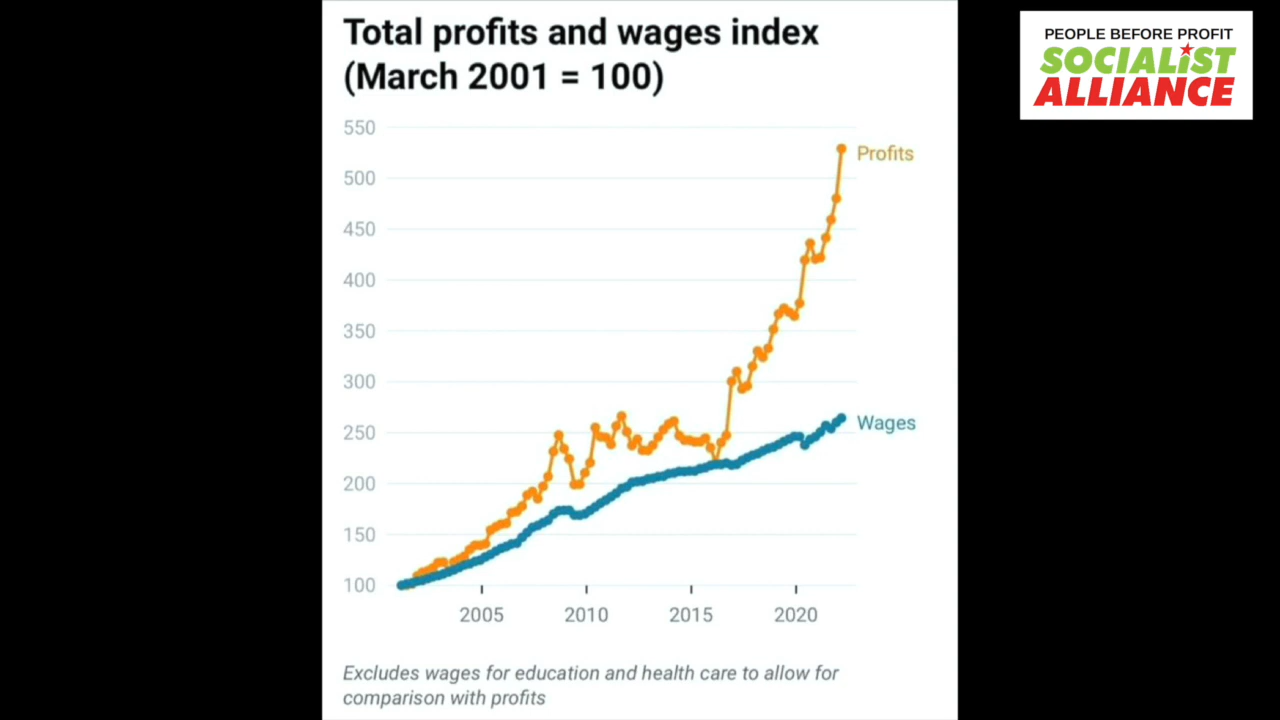 Total profits and wages index
(March 2001 = 100)
PEOPLE BEFORE PROFIT
SOCIALiST
ALLIANCE
550
Profits
500
450
Wages
400
350
300
250
200
150
100
2005 2010 2015 2020
Excludes wages for education and health care to allow for
comparison with profits